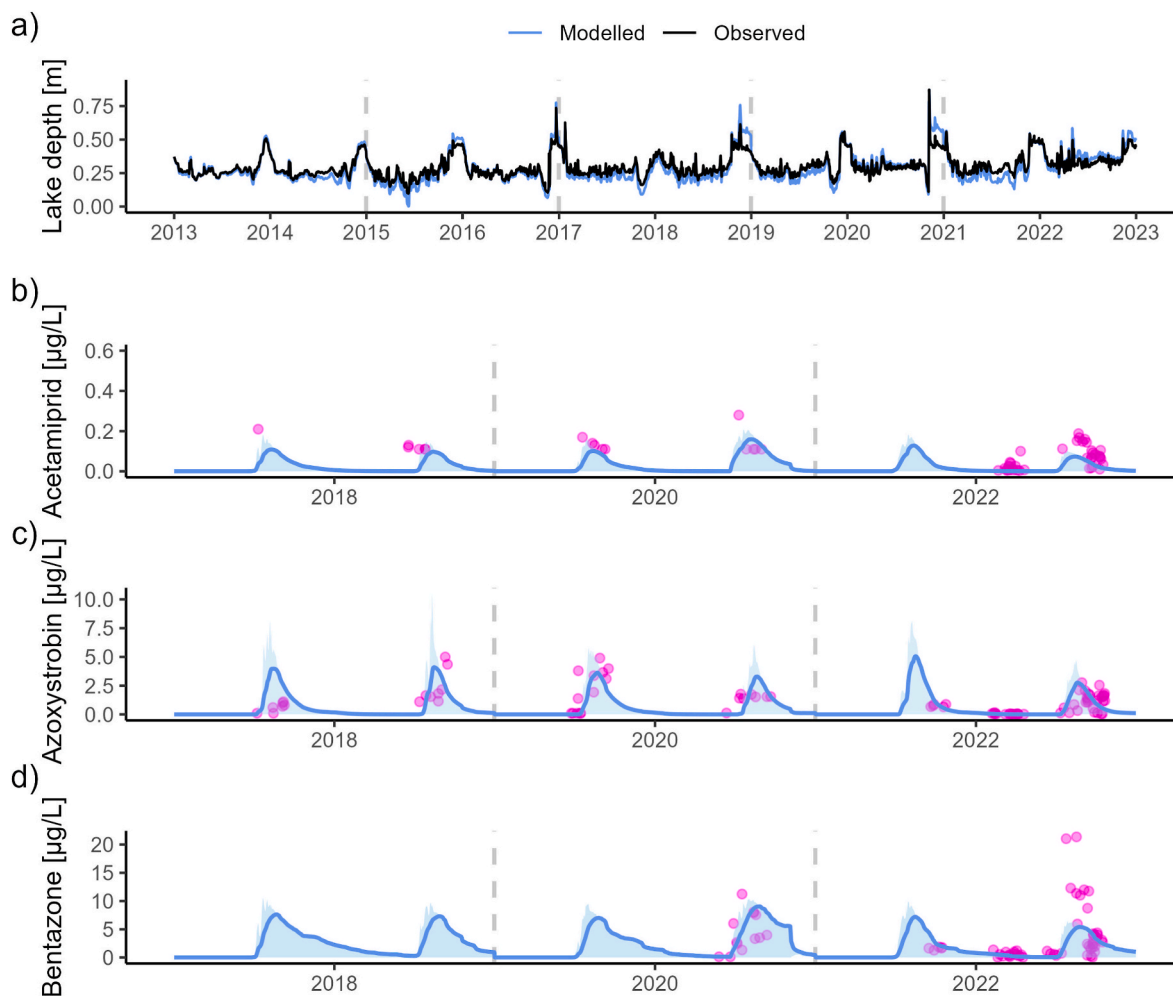 a)
Modelled Observed
Lake depth [m]
0.75
0.50
0.25
0.00
2013 2014 2015 2016 2017 2018 2019 2020 2021 2022 2023
b)
Acetamiprid [µg/L]
0.6
0.4
0.2
0.0
2018 2020 2022
c)
Azoxystrobin [µg/L]
10.0
7.5
5.0
2.5
0.0
2018 2020 2022
d)
Bentazone [µg/L]
20
15
10
5
0
2018 2020 2022